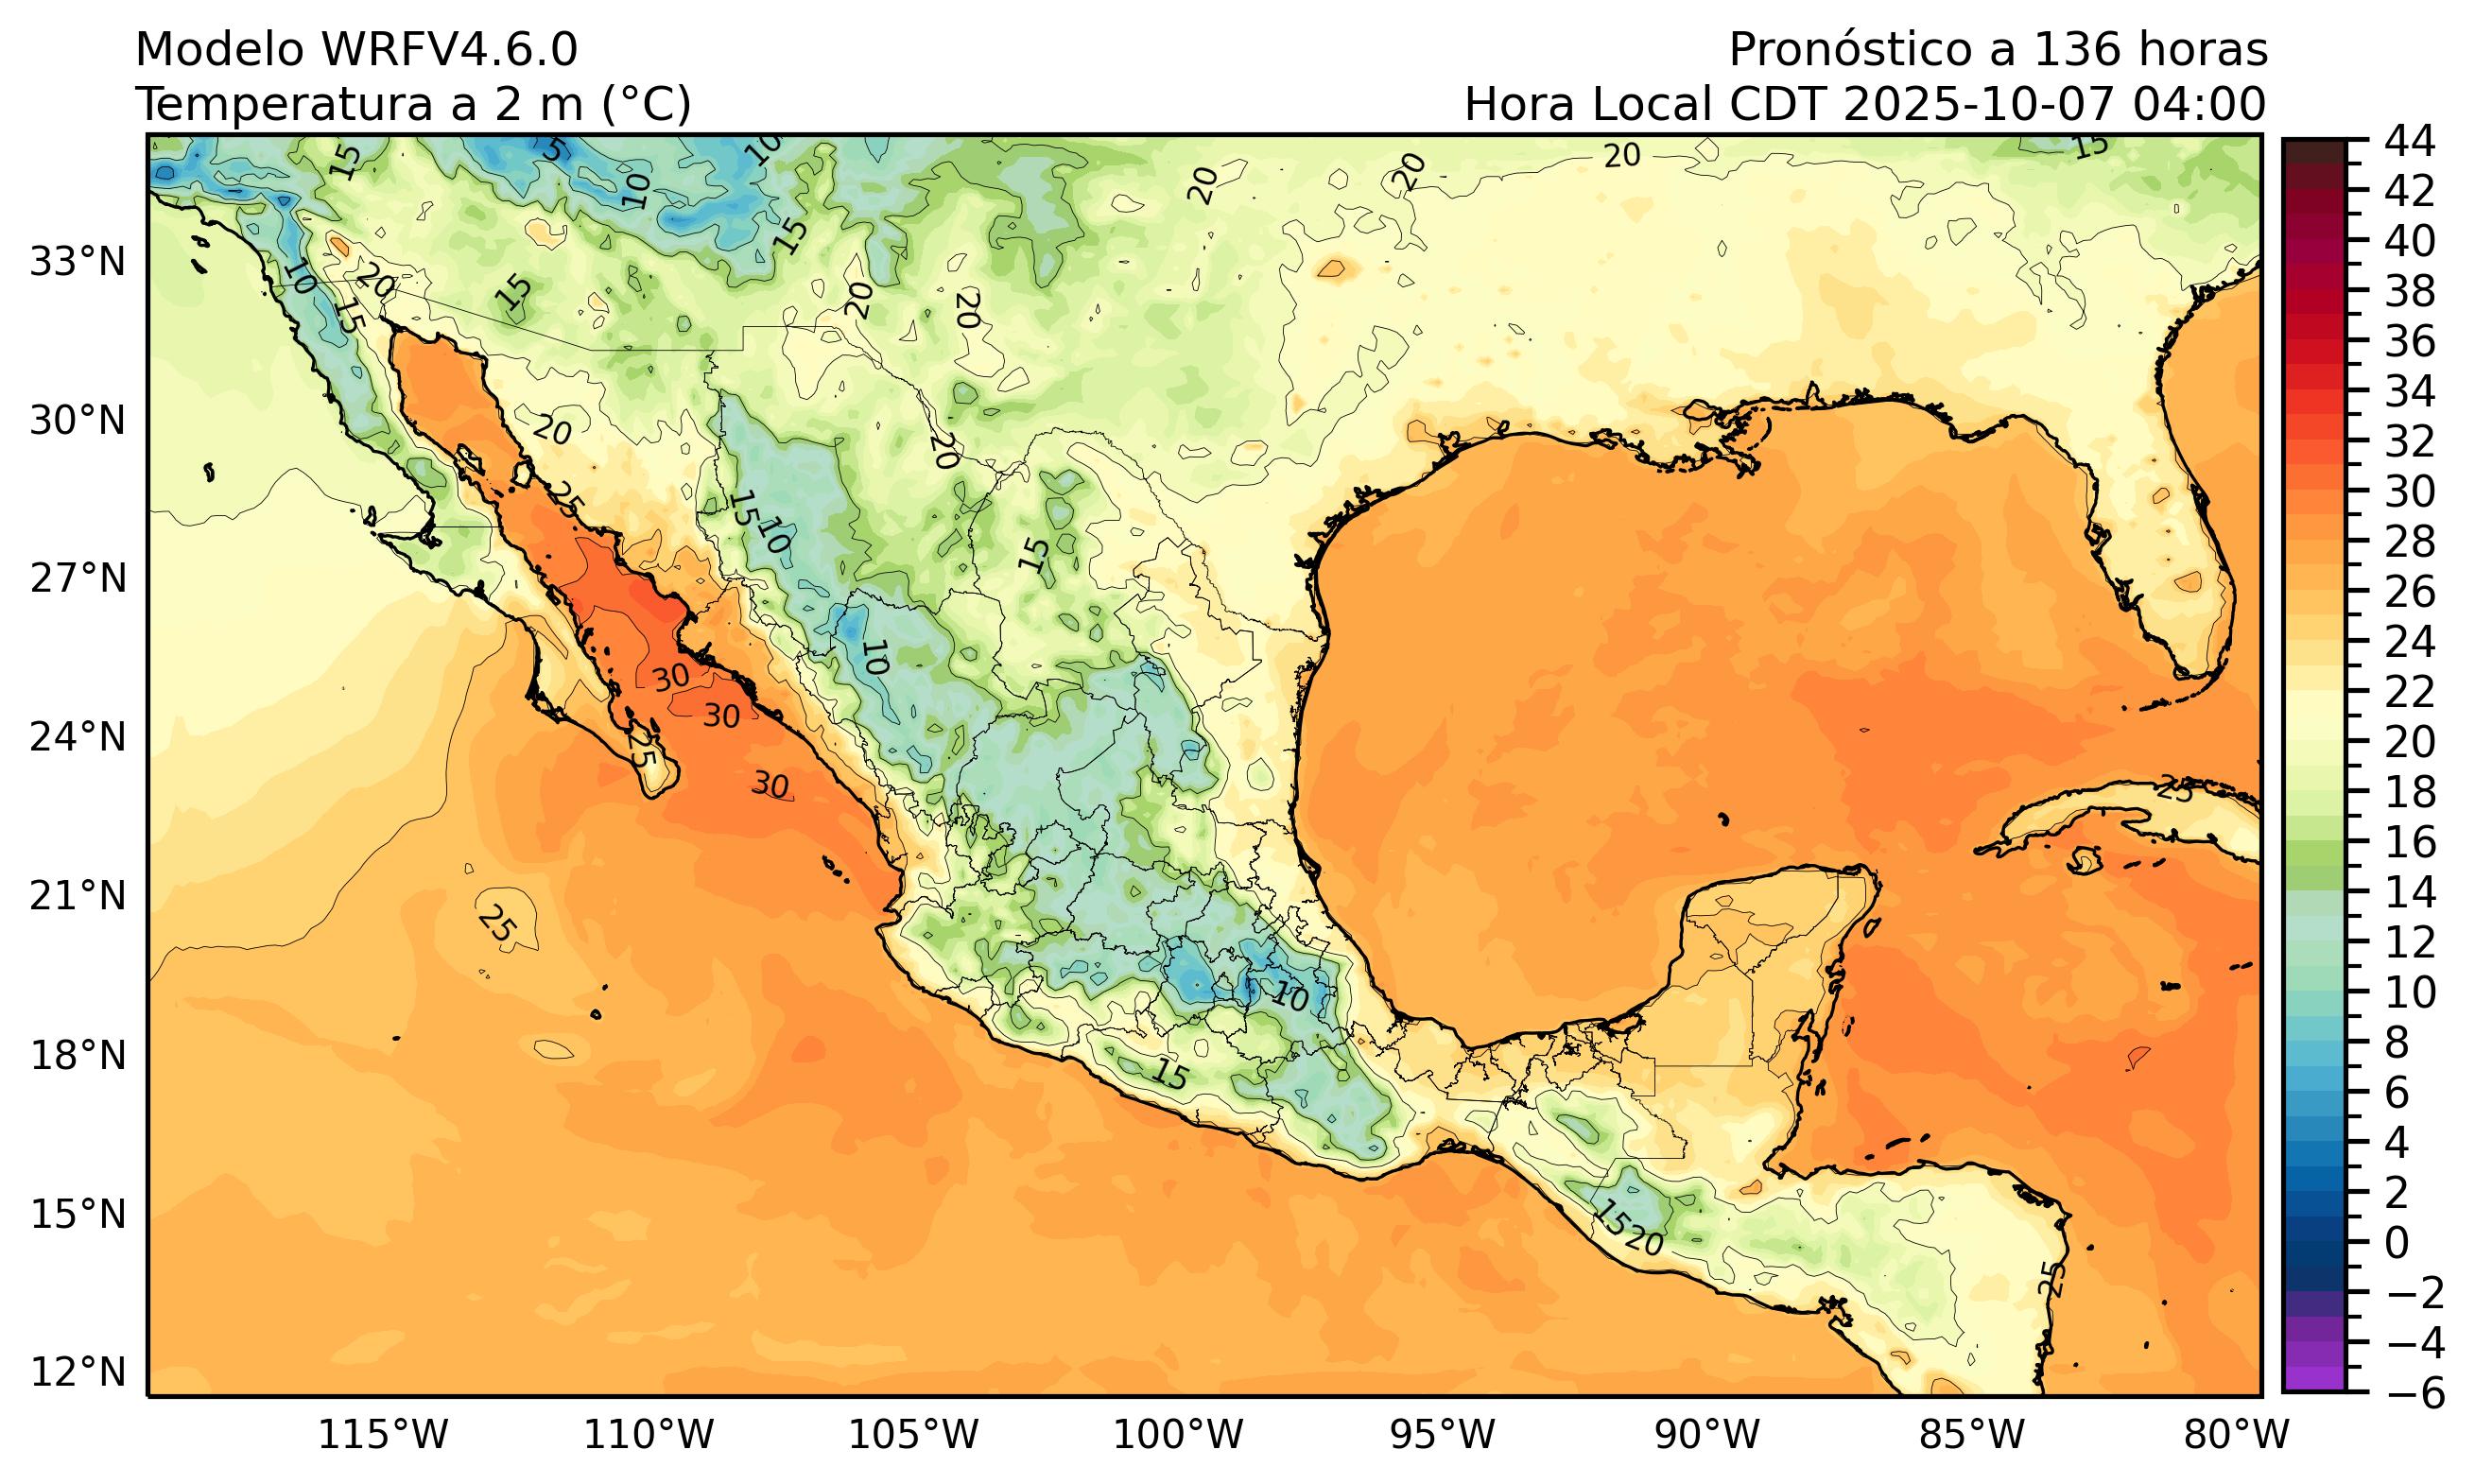 Modelo WRFV4.6.0
Pronóstico a 136 horas
Temperatura a 2 m (°C)
Hora Local CDT 2025-10-07 04:00
33°N
30°N
27°N
24°N
21°N
18°N
15°N
12°N
115°W
110°W
105°W
100°W
95°W
90°W
85°W
80°W
44
42
40
38
36
34
32
30
28
26
24
22
20
18
16
14
12
10
8
6
4
2
0
−2
−4
−6
15
5
10
10
20
20
20
15
15
10
20
15
15
20
20
20
20
25
15
10
15
10
30
30
25
30
25
25
10
15
15
20
25